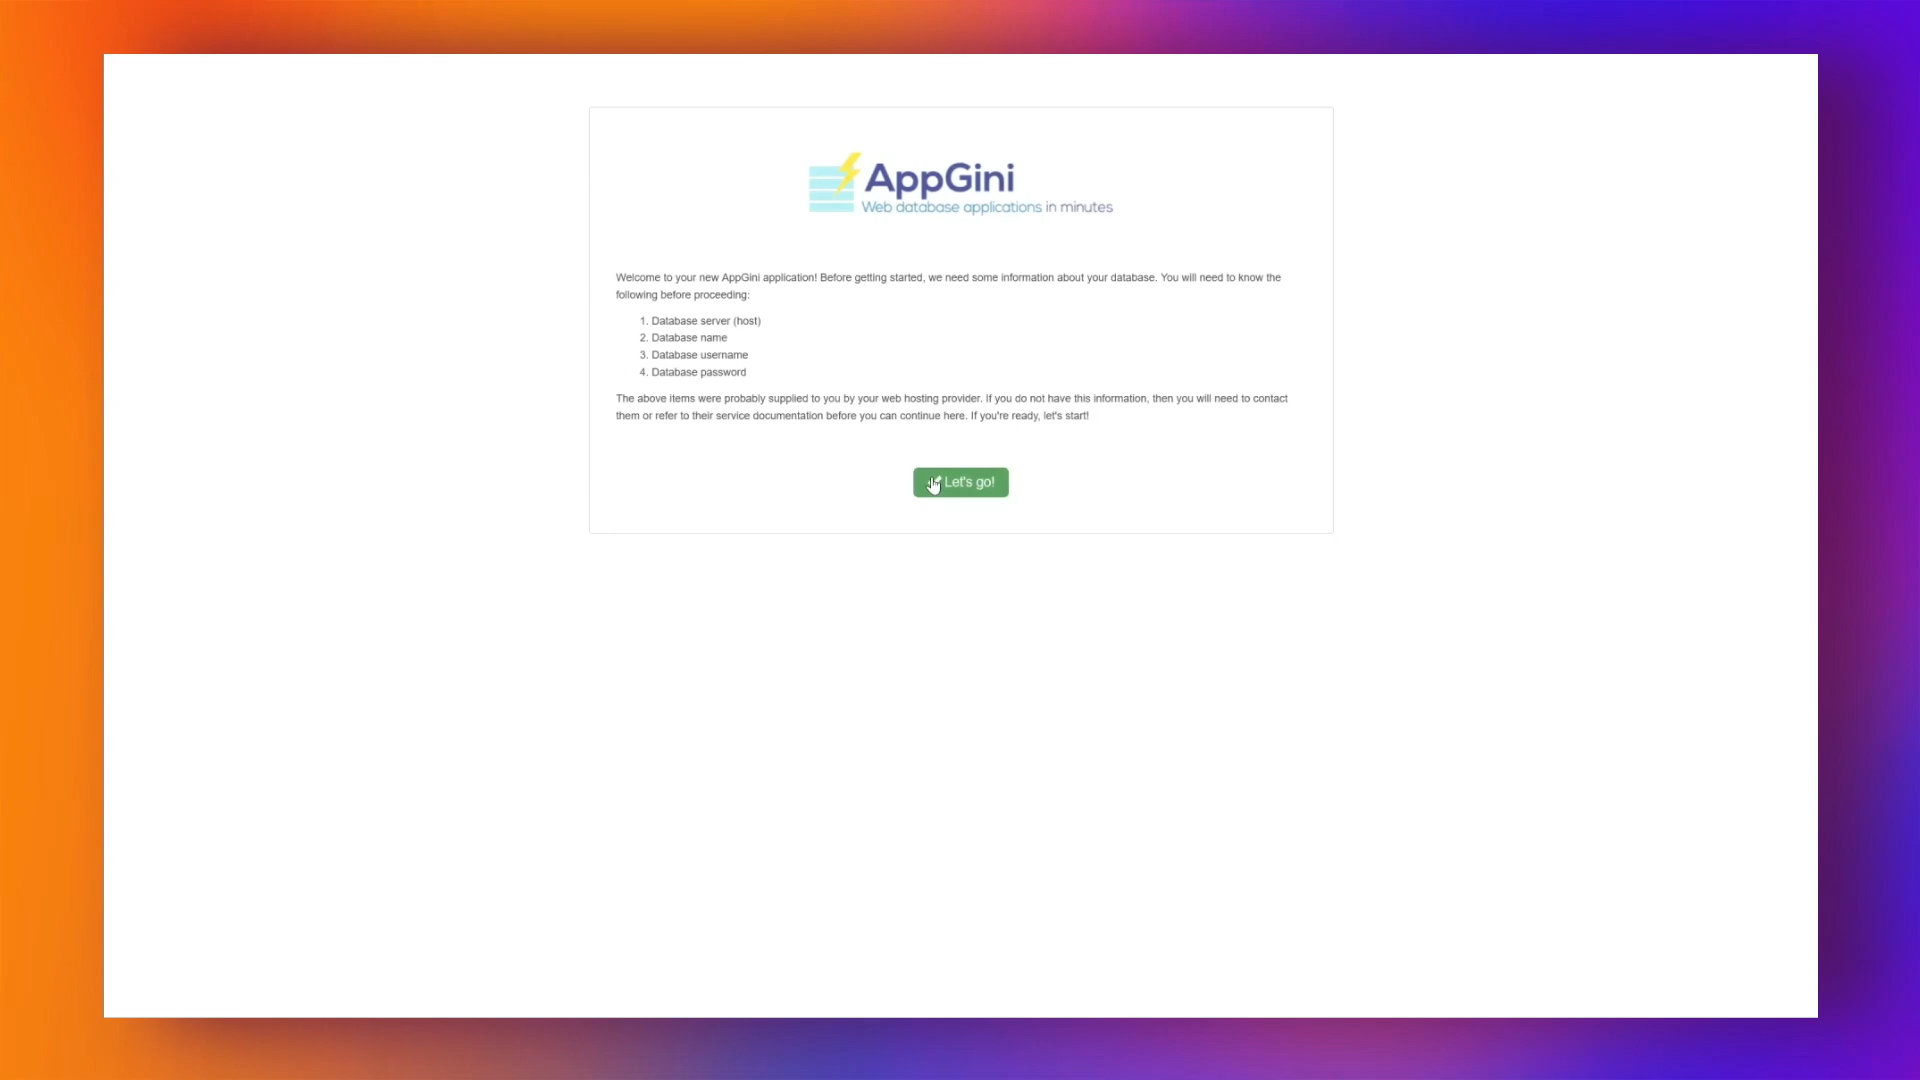 AppGini
Web database applications in minutes
Welcome to your new AppGini application! Before getting started, we need some information about your database. You will need to know the
following before proceeding:
1. Database server (host)
2. Database name
3. Database username
4. Database password
The above items were probably supplied to you by your web hosting provider. If you do not have this information, then you will need to contact
them or refer to their service documentation before you can continue here. If you're ready, let's start!
Let's go!